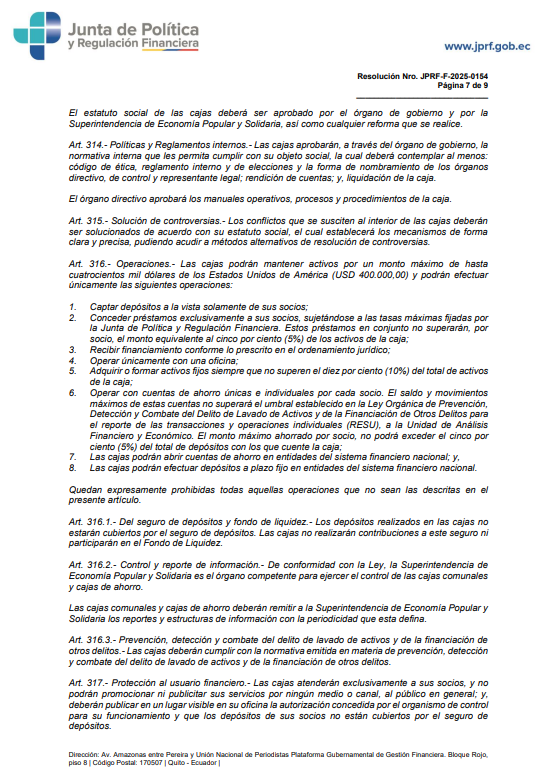 Junta de Política
y Regulación Financiera
www.jprf.gob.ec
Resolución Nro. JPRF-F-2025-0154
Página 7 de 9
El estatuto social de las cajas deberá ser aprobado por el órgano de gobierno y por la
Superintendencia de Economía Popular y Solidaria, así como cualquier reforma que se realice.
Art. 314.- Políticas y Reglamentos internos.- Las cajas aprobarán, a través del órgano de gobierno, la
normativa interna que les permita cumplir con su objeto social, la cual deberá contemplar al menos:
código de ética, reglamento interno y de elecciones y la forma de nombramiento de los órganos
directivo, de control y representante legal; rendición de cuentas; y, liquidación de la caja.
El órgano directivo aprobará los manuales operativos, procesos y procedimientos de la caja.
Art. 315.- Solución de controversias.- Los conflictos que se susciten al interior de las cajas deberán
ser solucionados de acuerdo con su estatuto social, el cual establecerá los mecanismos de forma
clara y precisa, pudiendo acudir a métodos alternativos de resolución de controversias.
Art. 316.- Operaciones.- Las cajas podrán mantener activos por un monto máximo de hasta
cuatrocientos mil dólares de los Estados Unidos de América (USD 400.000,00) y podrán efectuar
únicamente las siguientes operaciones:
1. Captar depósitos a la vista solamente de sus socios;
2. Conceder préstamos exclusivamente a sus socios, sujetándose a las tasas máximas fijadas por
la Junta de Política y Regulación Financiera. Estos préstamos en conjunto no superarán, por
socio, el monto equivalente al cinco por ciento (5%) de los activos de la caja;
3. Recibir financiamiento conforme lo prescrito en el ordenamiento jurídico;
4. Operar únicamente con una oficina;
5. Adquirir o formar activos fijos siempre que no superen el diez por ciento (10%) del total de activos
de la caja;
6. Operar con cuentas de ahorro únicas e individuales por cada socio. El saldo y movimientos
máximos de estas cuentas no superará el umbral establecido en la Ley Orgánica de Prevención,
Detección y Combate del Delito de Lavado de Activos y de la Financiación de Otros Delitos para
el reporte de las transacciones y operaciones individuales (RESU), a la Unidad de Análisis
Financiero y Económico. El monto máximo ahorrado por socio, no podrá exceder el cinco por
ciento (5%) del total de depósitos con los que cuente la caja;
7. Las cajas podrán abrir cuentas de ahorro en entidades del sistema financiero nacional; y,
8. Las cajas podrán efectuar depósitos a plazo fijo en entidades del sistema financiero nacional.
Quedan expresamente prohibidas todas aquellas operaciones que no sean las descritas en el
presente artículo.
Art. 316.1.- Del seguro de depósitos y fondo de liquidez.- Los depósitos realizados en las cajas no
estarán cubiertos por el seguro de depósitos. Las cajas no realizarán contribuciones a este seguro ni
participarán en el Fondo de Liquidez.
Art. 316.2.- Control y reporte de información.- De conformidad con la Ley, la Superintendencia de
Economía Popular y Solidaria es el órgano competente para ejercer el control de las cajas comunales
y cajas de ahorro.
Las cajas comunales y cajas de ahorro deberán remitir a la Superintendencia de Economía Popular y
Solidaria los reportes y estructuras de información con la periodicidad que esta defina.
Art. 316.3.- Prevención, detección y combate del delito de lavado de activos y de la financiación de
otros delitos.- Las cajas deberán cumplir con la normativa emitida en materia de prevención, detección
y combate del delito de lavado de activos y de la financiación de otros delitos.
Art. 317.- Protección al usuario financiero.- Las cajas atenderán exclusivamente a sus socios, y no
podrán promocionar ni publicitar sus servicios por ningún medio o canal, al público en general; y,
deberán publicar en un lugar visible en su oficina la autorización concedida por el organismo de control
para su funcionamiento y que los depósitos de sus socios no están cubiertos por el seguro de
depósitos.
Dirección: Av. Amazonas entre Pereira y Unión Nacional de Periodistas Plataforma Gubernamental de Gestión Financiera. Bloque Rojo,
piso 8 | Código Postal: 170507 | Quito - Ecuador |